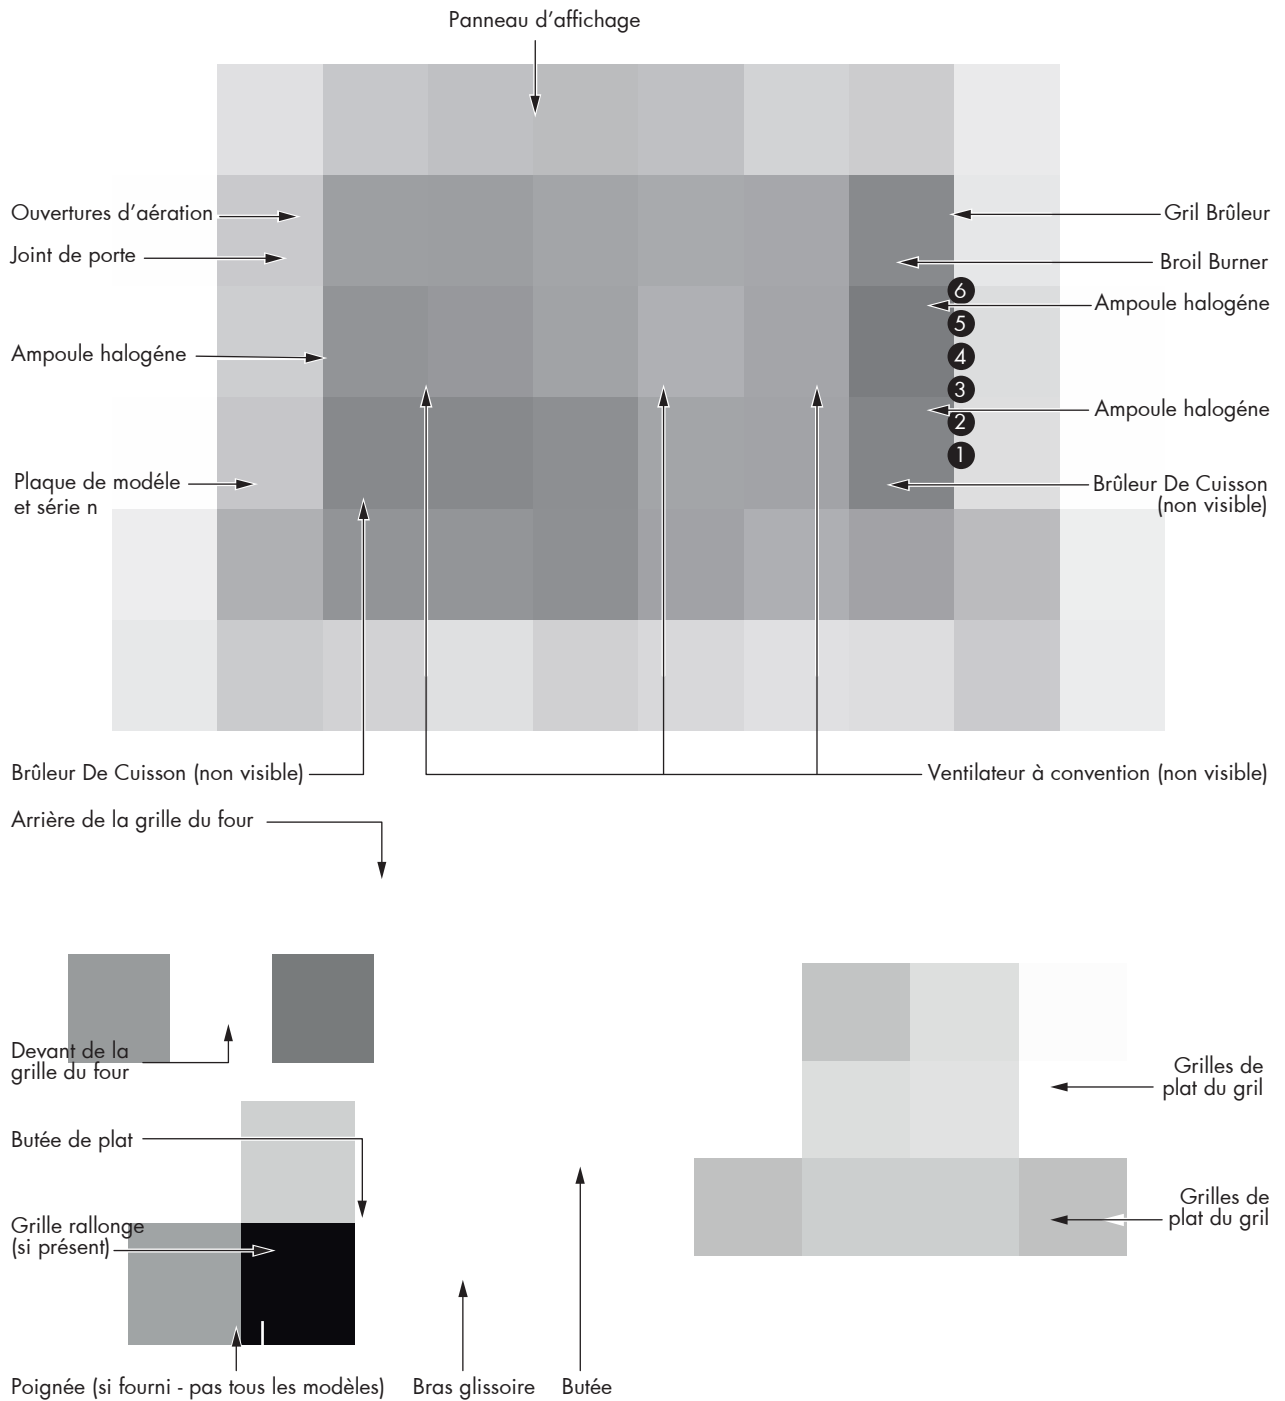 Panneau d'affichage
Ouvertures d'aération
Gril Brûleur
Joint de porte
Broil Burner
6
Ampoule halogéne
5
Ampoule halogéne
4
3
Ampoule halogéne
2
1
Plaque de modéle
et série n
Brûleur De Cuisson
(non visible)
Brûleur De Cuisson (non visible)
Ventilateur à convention (non visible)
Arrière de la grille du four
Devant de la
grille du four
Grilles de
plat du gril
Butée de plat
Grille rallonge
(si présent)
Grilles de
plat du gril
Poignée (si fourni - pas tous les modèles)
Bras glissoire
Butée